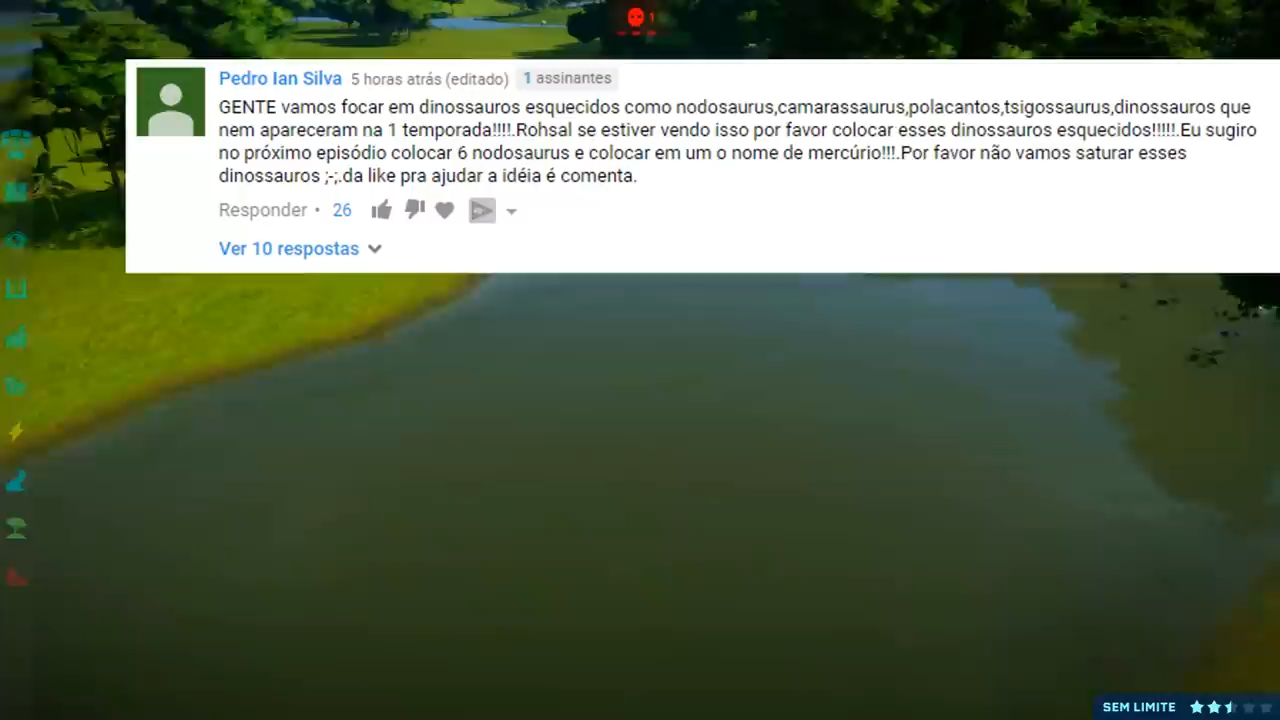 1
Pedro Ian Silva 5 horas atrás (editado) 1 assinantes
GENTE vamos focar em dinossauros esquecidos como nodosaurus,camarassaurus,polacantos,tsigossaurus,dinossauros que
nem apareceram na 1 temporada!!!!.Rohsal se estiver vendo isso por favor colocar esses dinossauros esquecidos!!!!!.Eu sugiro
no próximo episódio colocar 6 nodosaurus e colocar em um o nome de mercúrio!!!.Por favor não vamos saturar esses
dinossauros ;-;.da like pra ajudar a idéia é comenta.
Responder • 26
Ver 10 respostas
SEM LIMITE